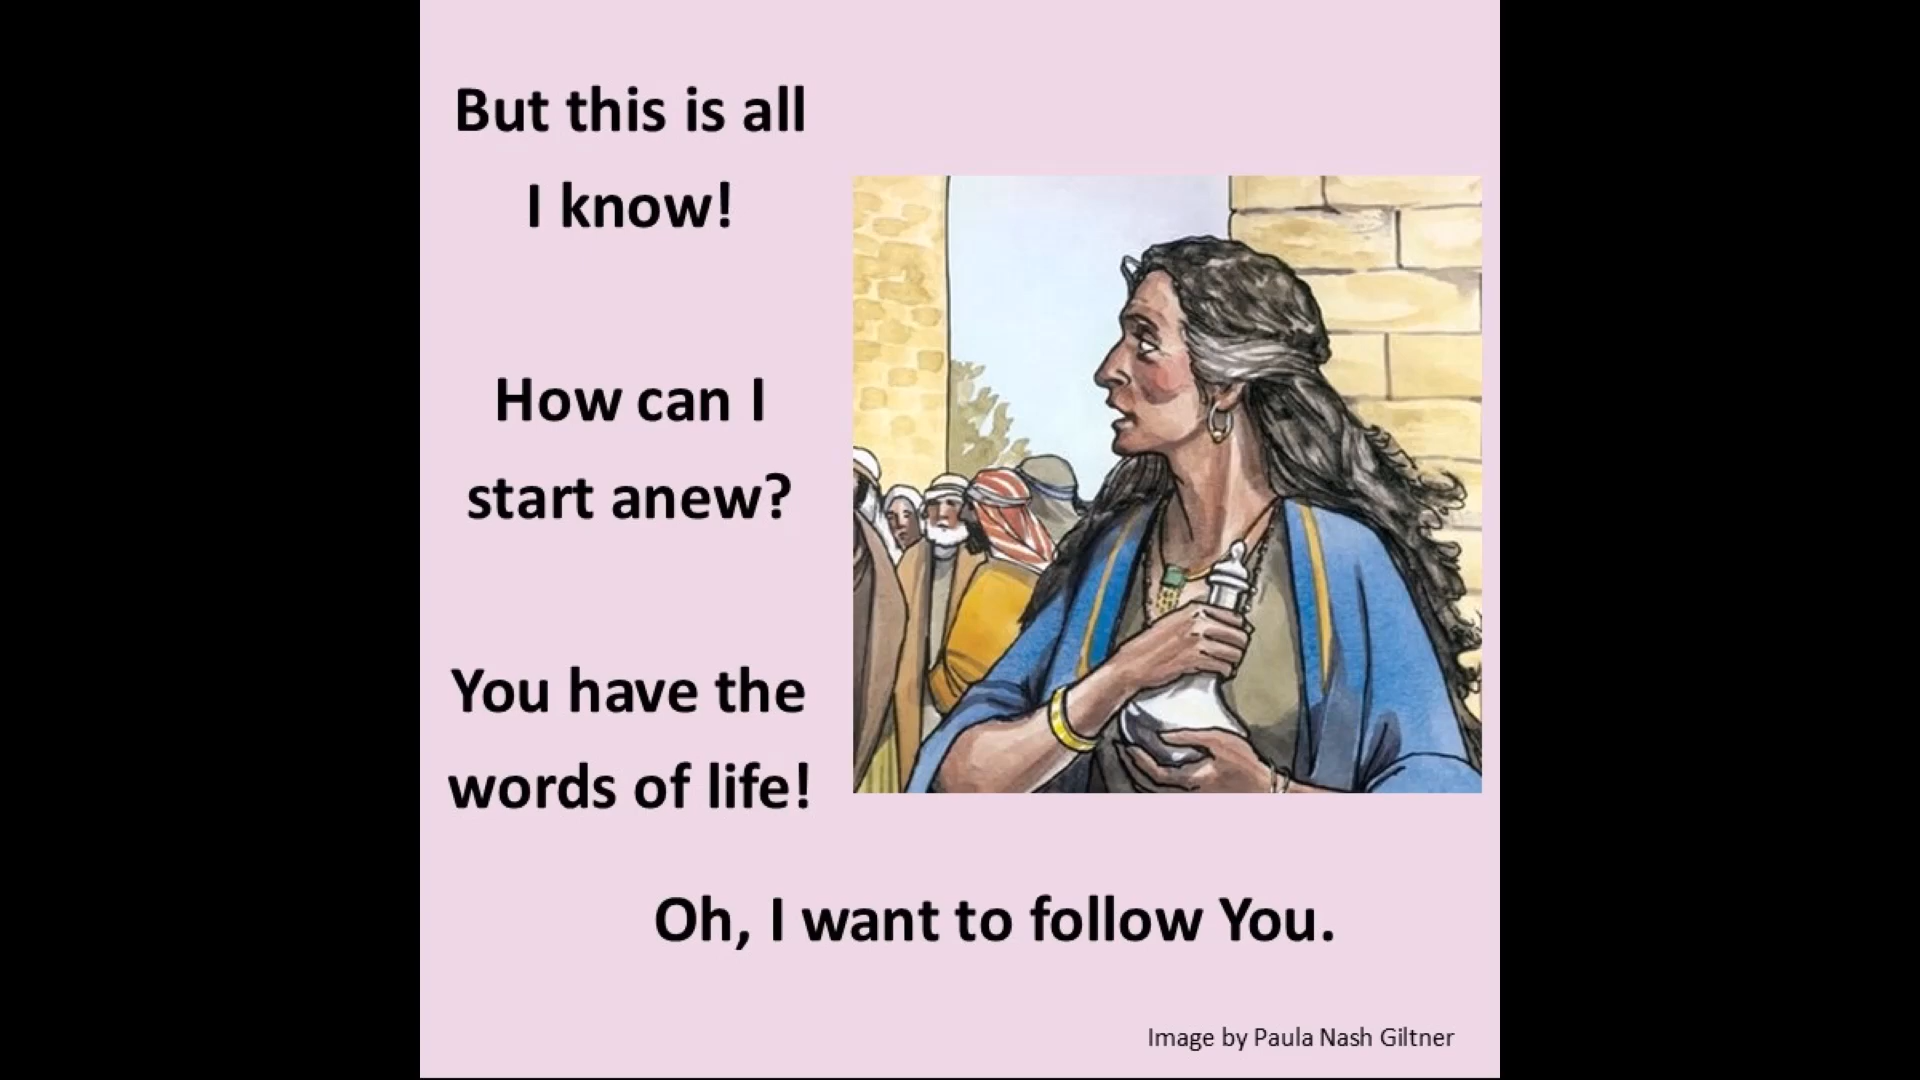 But this is all
I know!
How can I
start anew?
You have the
words of life!
Oh, I want to follow You.
Image by Paula Nash Giltner